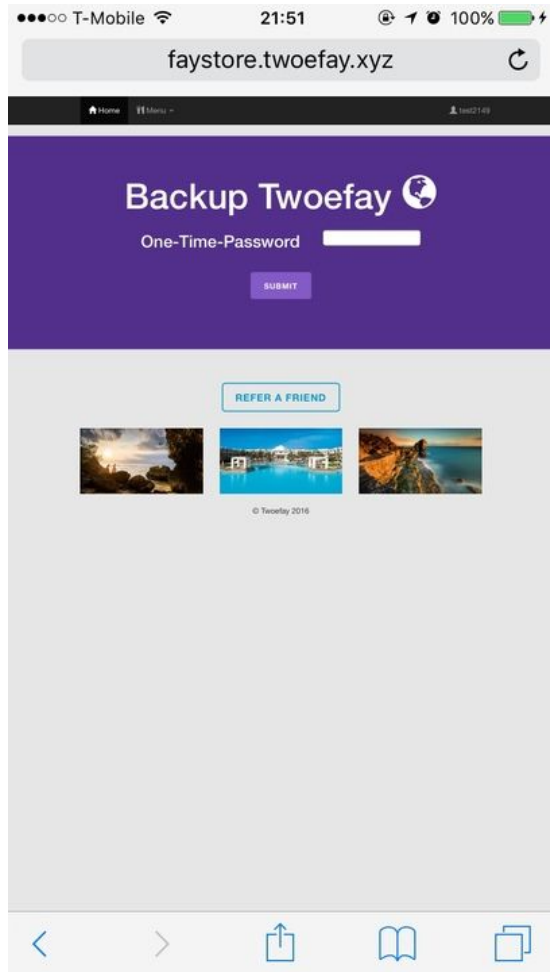 T-Mobile 21:51 100%
faystore.twoefay.xyz
Home Menu test2149
Backup Twoefay
One-Time-Password
SUBMIT
REFER A FRIEND
© Twoefay 2016